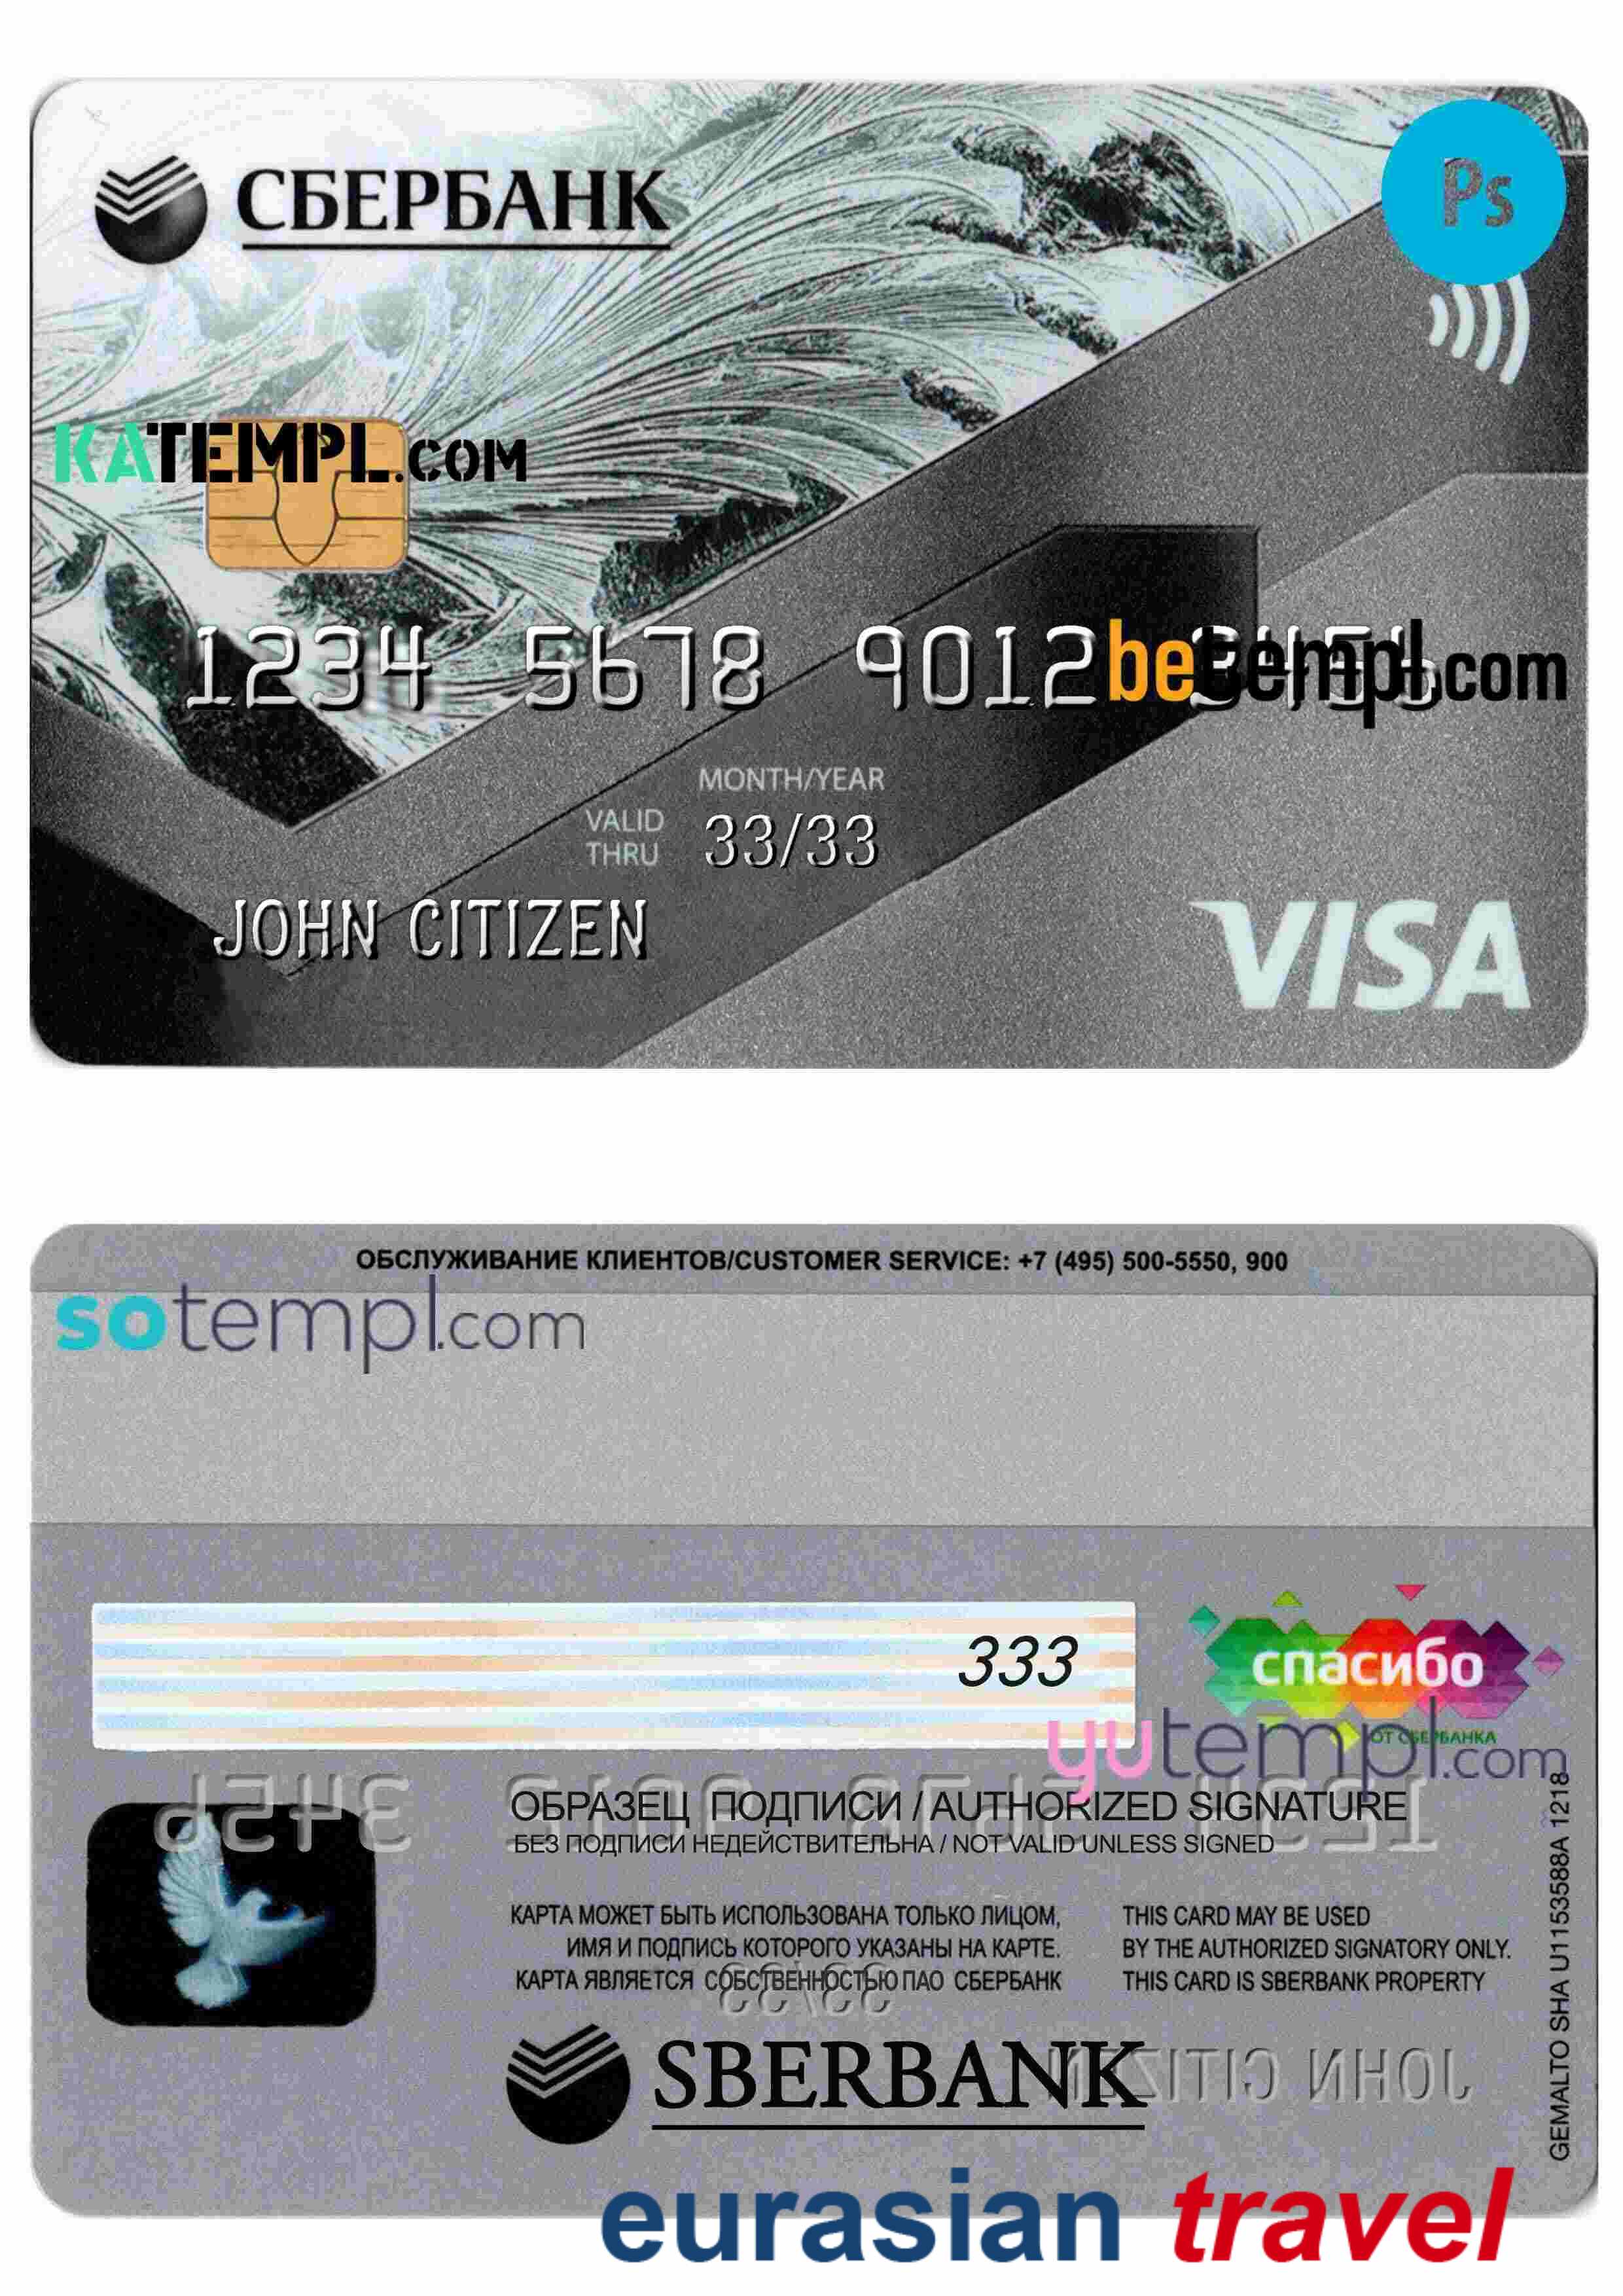 СБЕРБАНК
Ps
KATEMPL.COM
1234 5678 9012 3456
betempl.com
MONTH/YEAR
VALID THRU 33/33
JOHN CITIZEN
VISA
ОБСЛУЖИВАНИЕ КЛИЕНТОВ/CUSTOMER SERVICE: +7 (495) 500-5550, 900
sotempl.com
333
спасибо
ОТ СБЕРБАНКА
yutempl.com
ОБРАЗЕЦ ПОДПИСИ / AUTHORIZED SIGNATURE
БЕЗ ПОДПИСИ НЕДЕЙСТВИТЕЛЬНА / NOT VALID UNLESS SIGNED
КАРТА МОЖЕТ БЫТЬ ИСПОЛЬЗОВАНА ТОЛЬКО ЛИЦОМ,
ИМЯ И ПОДПИСЬ КОТОРОГО УКАЗАНЫ НА КАРТЕ.
КАРТА ЯВЛЯЕТСЯ СОБСТВЕННОСТЬЮ ПАО СБЕРБАНК
THIS CARD MAY BE USED
BY THE AUTHORIZED SIGNATORY ONLY.
THIS CARD IS SBERBANK PROPERTY
GEMALTO SHA U1153588A 1218
SBERBANK
JOHN CITIZEN
eurasian travel